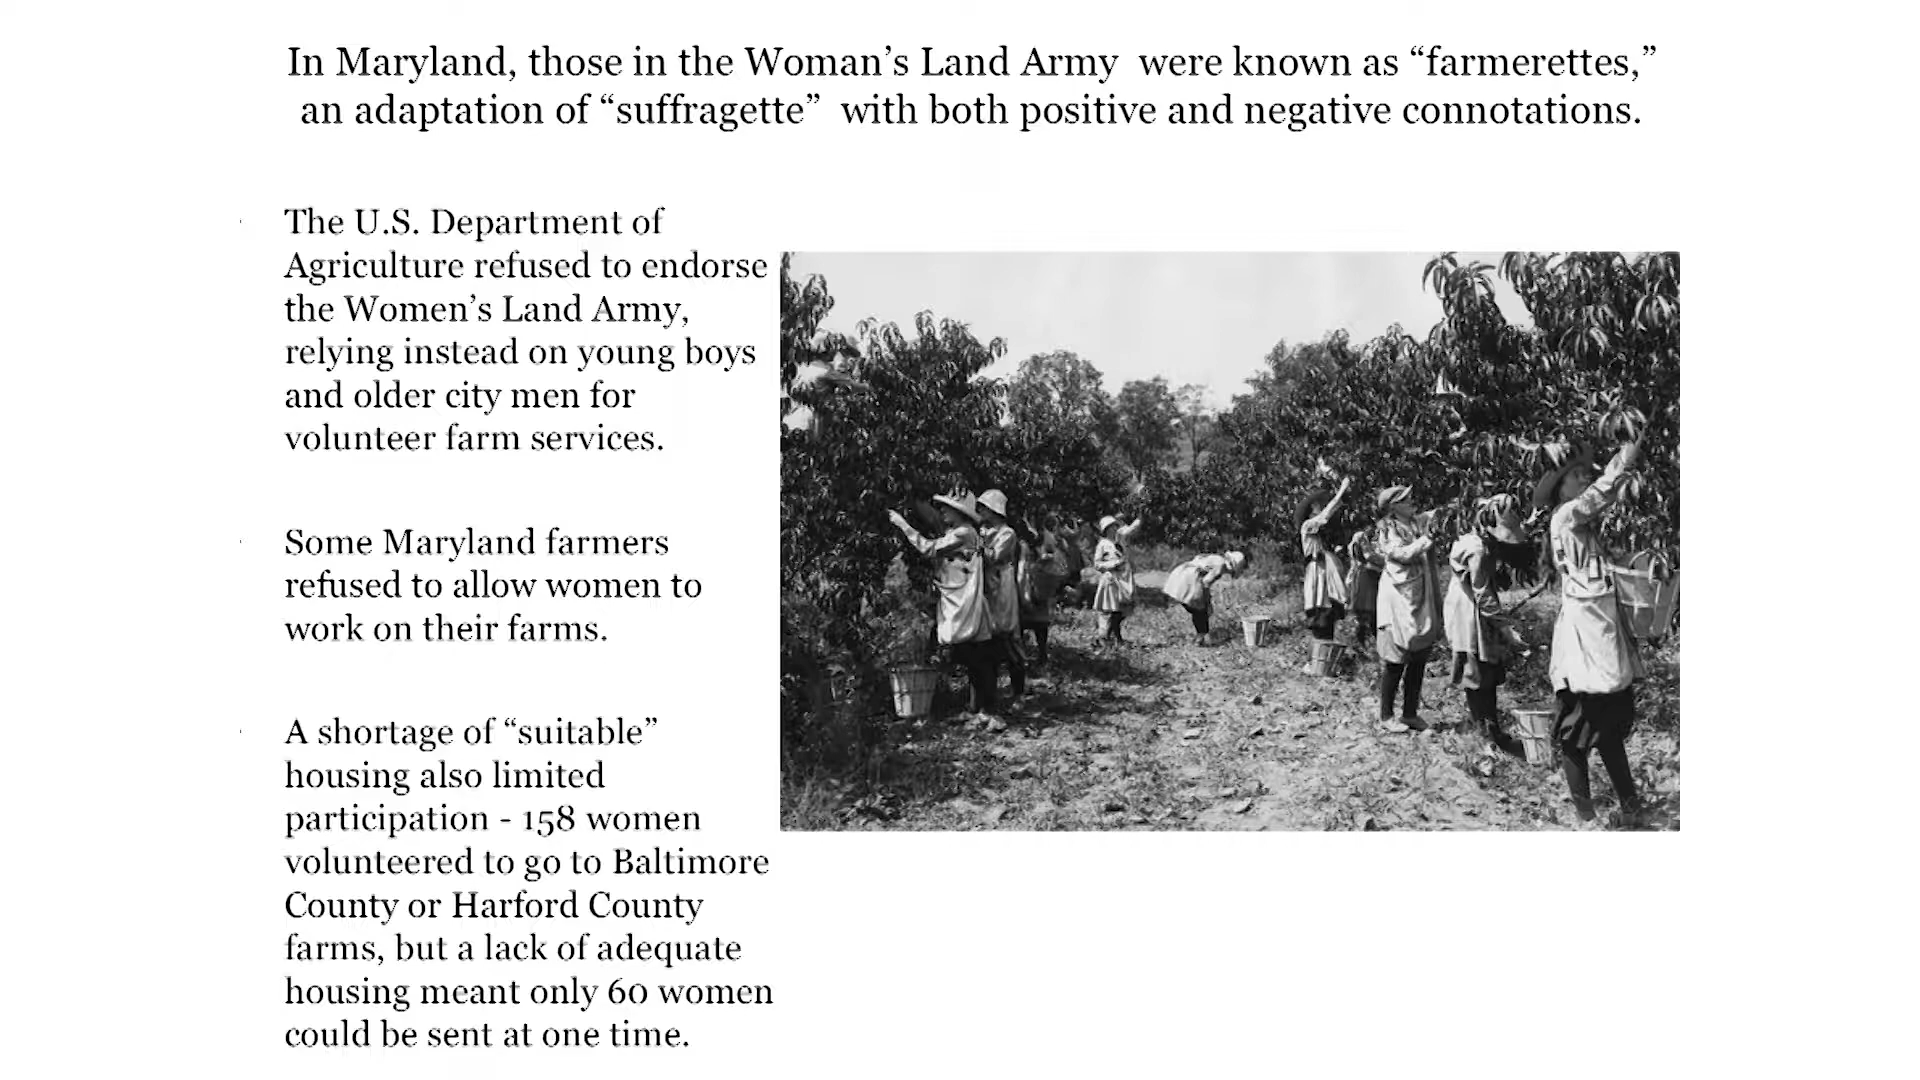 In Maryland, those in the Woman’s Land Army were known as “farmerettes,”
an adaptation of “suffragette” with both positive and negative connotations.
The U.S. Department of
Agriculture refused to endorse
the Women’s Land Army,
relying instead on young boys
and older city men for
volunteer farm services.
Some Maryland farmers
refused to allow women to
work on their farms.
A shortage of “suitable”
housing also limited
participation - 158 women
volunteered to go to Baltimore
County or Harford County
farms, but a lack of adequate
housing meant only 60 women
could be sent at one time.